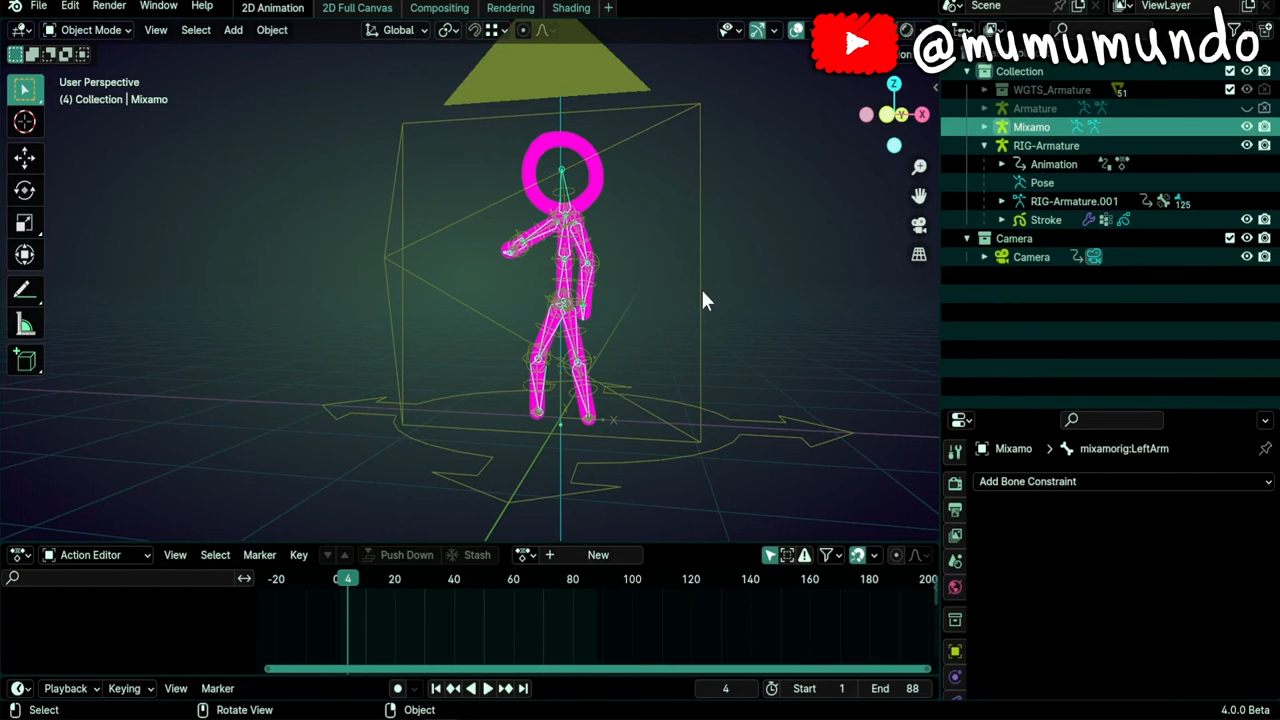 File Edit Render Window Help 2D Animation 2D Full Canvas Compositing Rendering Shading + Scene ViewLayer
Object Mode View Select Add Object Global
@mumumundo
User Perspective
(4) Collection | Mixamo
Z
Y
X
X
Collection
WGTS_Armature 51
Armature
Mixamo
RIG-Armature
Animation
Pose
RIG-Armature.001 125
Stroke
Camera
Camera
Mixamo mixamorig:LeftArm
Add Bone Constraint
Action Editor View Select Marker Key Push Down Stash New
-20 0 4 20 40 60 80 100 120 140 160 180 200
Playback Keying View Marker 4 Start 1 End 88
Select Rotate View Object 4.0.0 Beta